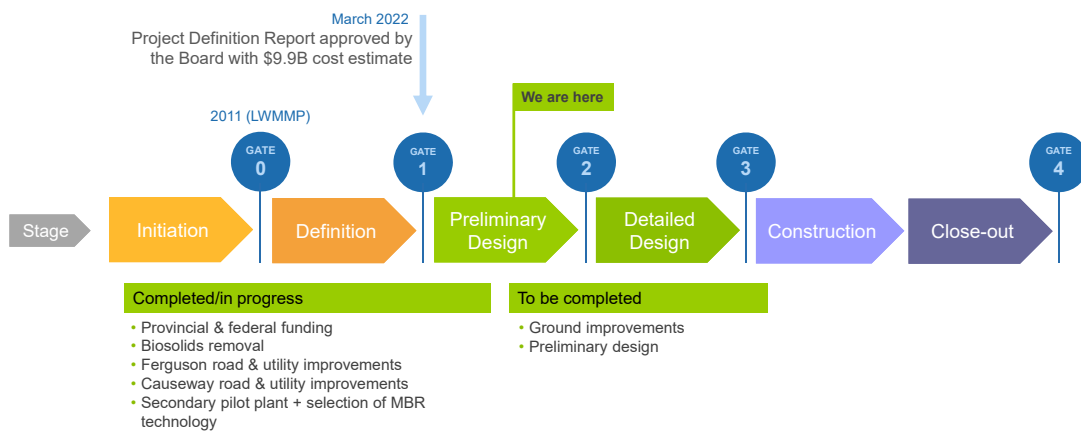 March 2022
Project Definition Report approved by
the Board with $9.9B cost estimate
We are here
2011 (LWMMP)
GATE
0
GATE
1
GATE
2
GATE
3
GATE
4
Stage
Initiation
Definition
Preliminary
Design
Detailed
Design
Construction
Close-out
Completed/in progress
• Provincial & federal funding
• Biosolids removal
• Ferguson road & utility improvements
• Causeway road & utility improvements
• Secondary pilot plant + selection of MBR
technology
To be completed
• Ground improvements
• Preliminary design